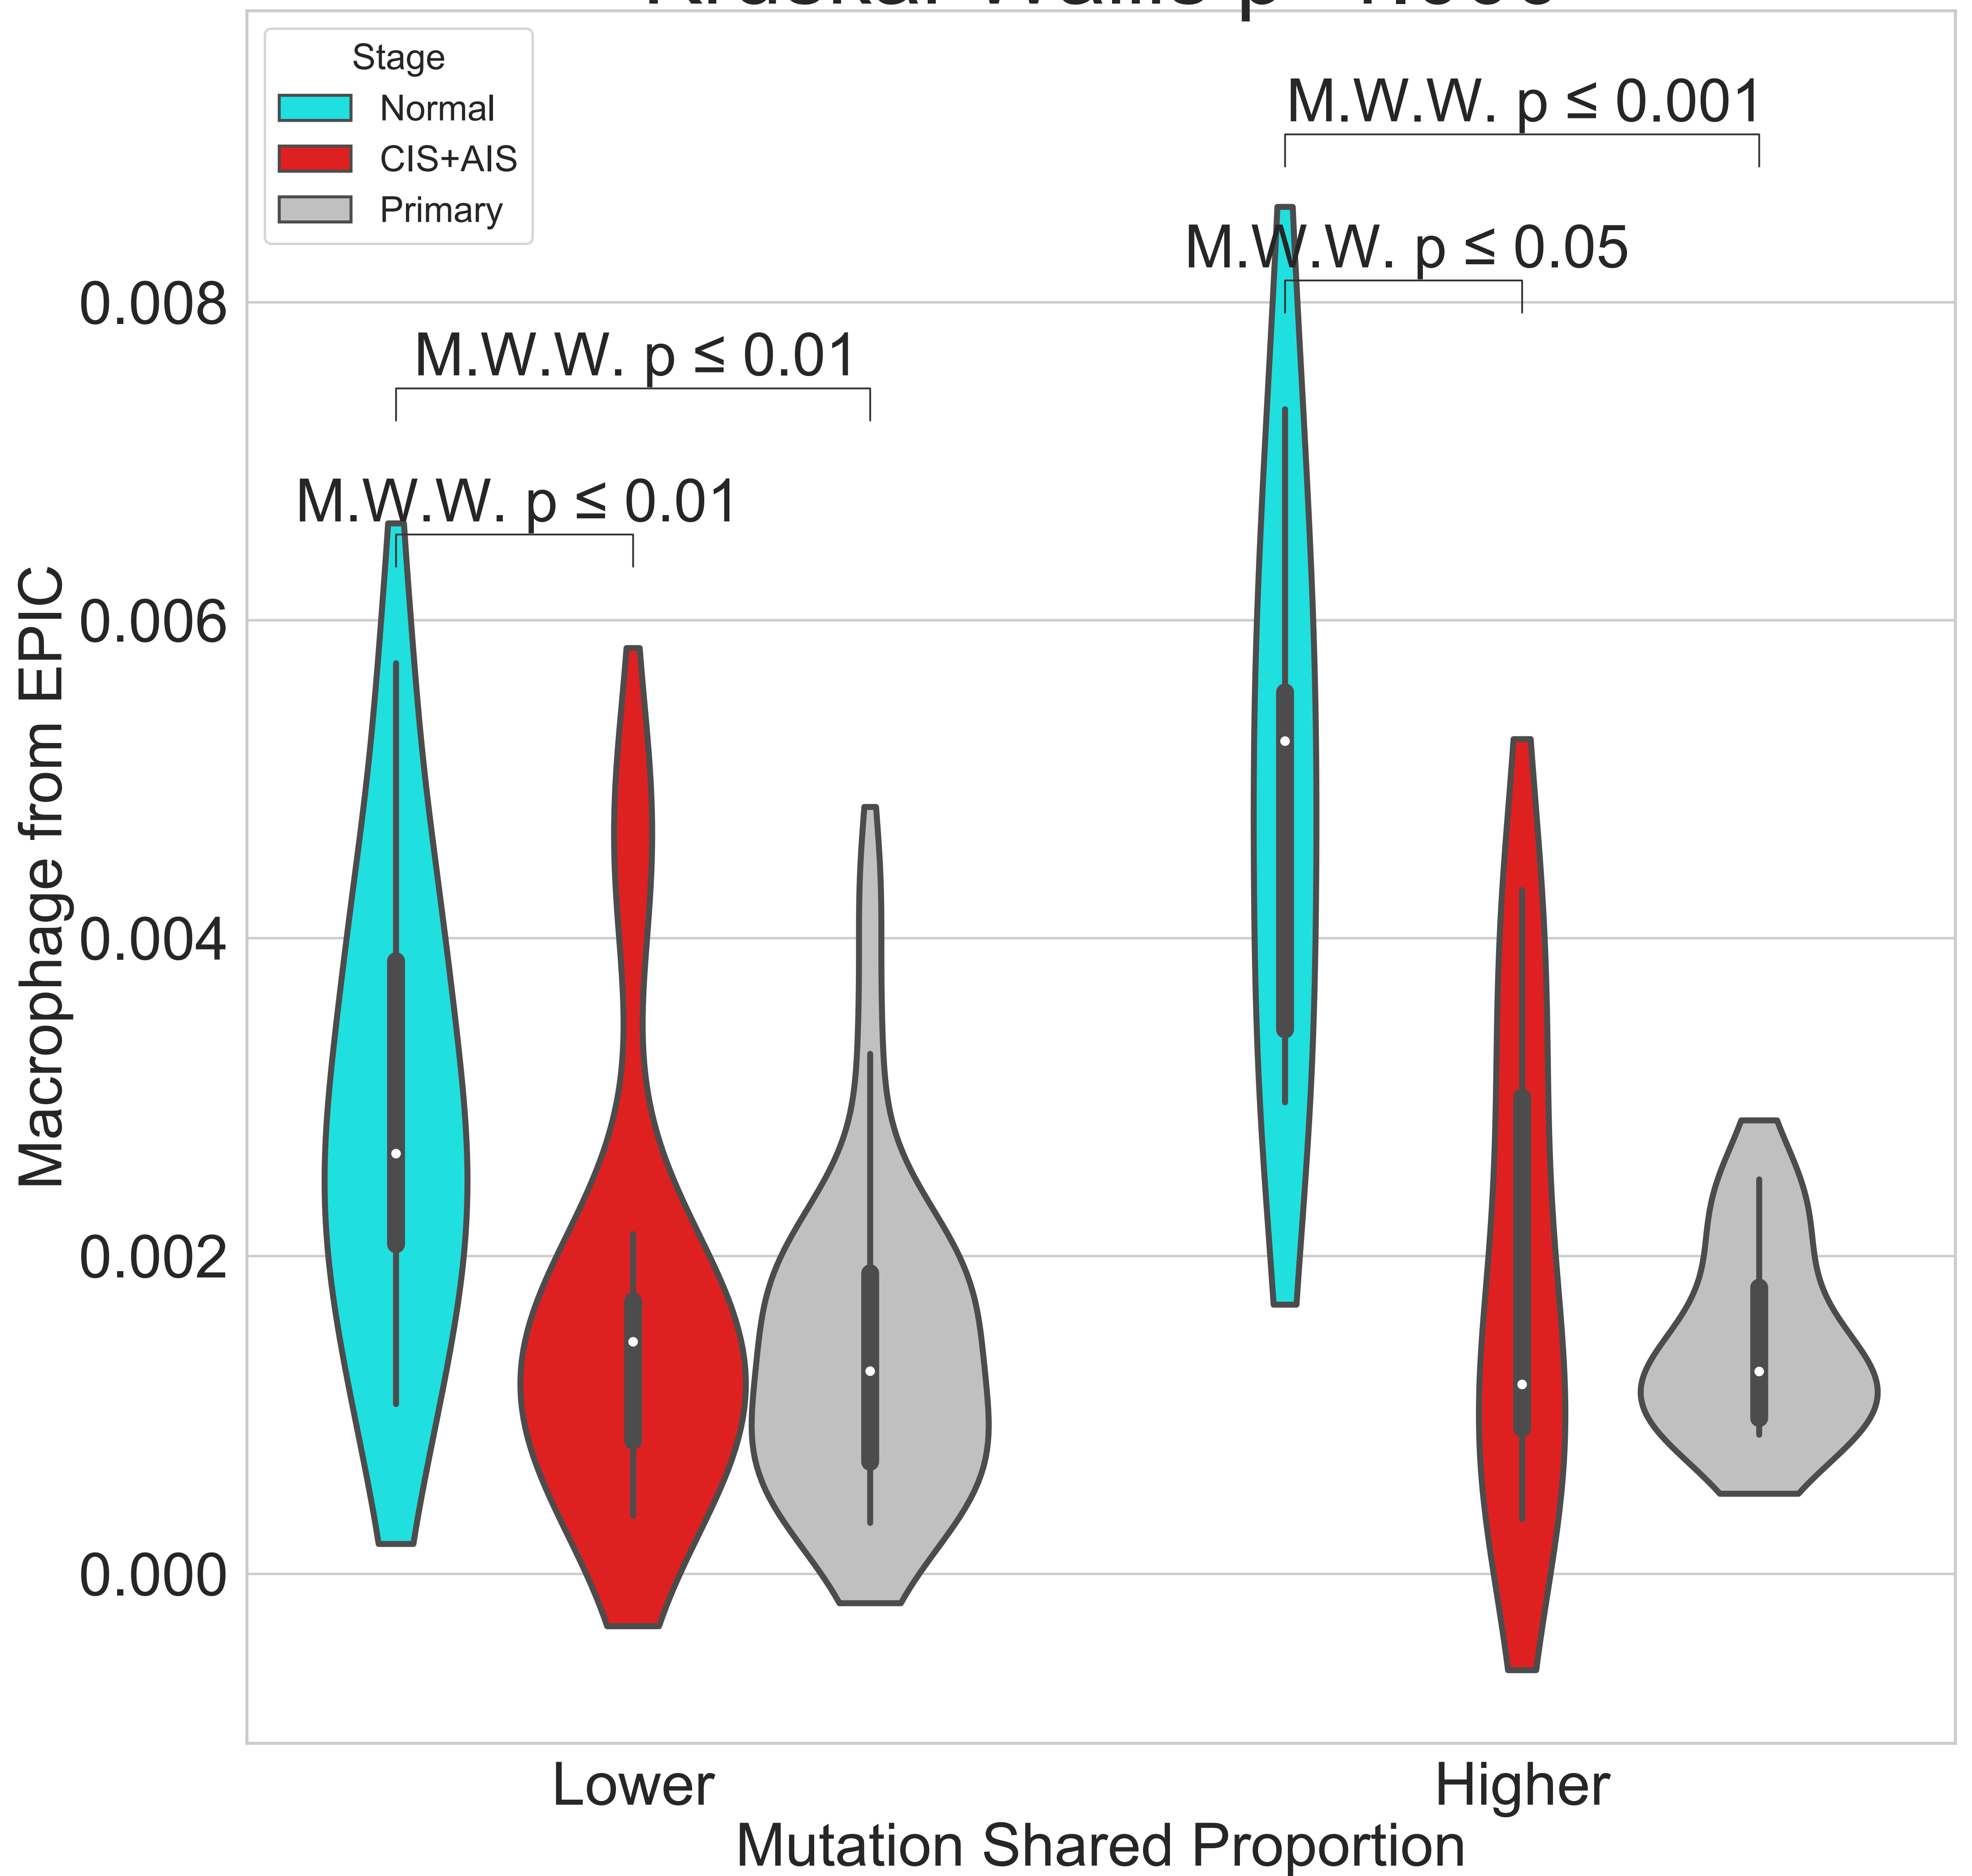 Stage
Normal
CIS+AIS
Primary
M.W.W. p ≤ 0.001
M.W.W. p ≤ 0.05
M.W.W. p ≤ 0.01
M.W.W. p ≤ 0.01
Macrophage from EPIC
0.008
0.006
0.004
0.002
0.000
Lower
Higher
Mutation Shared Proportion